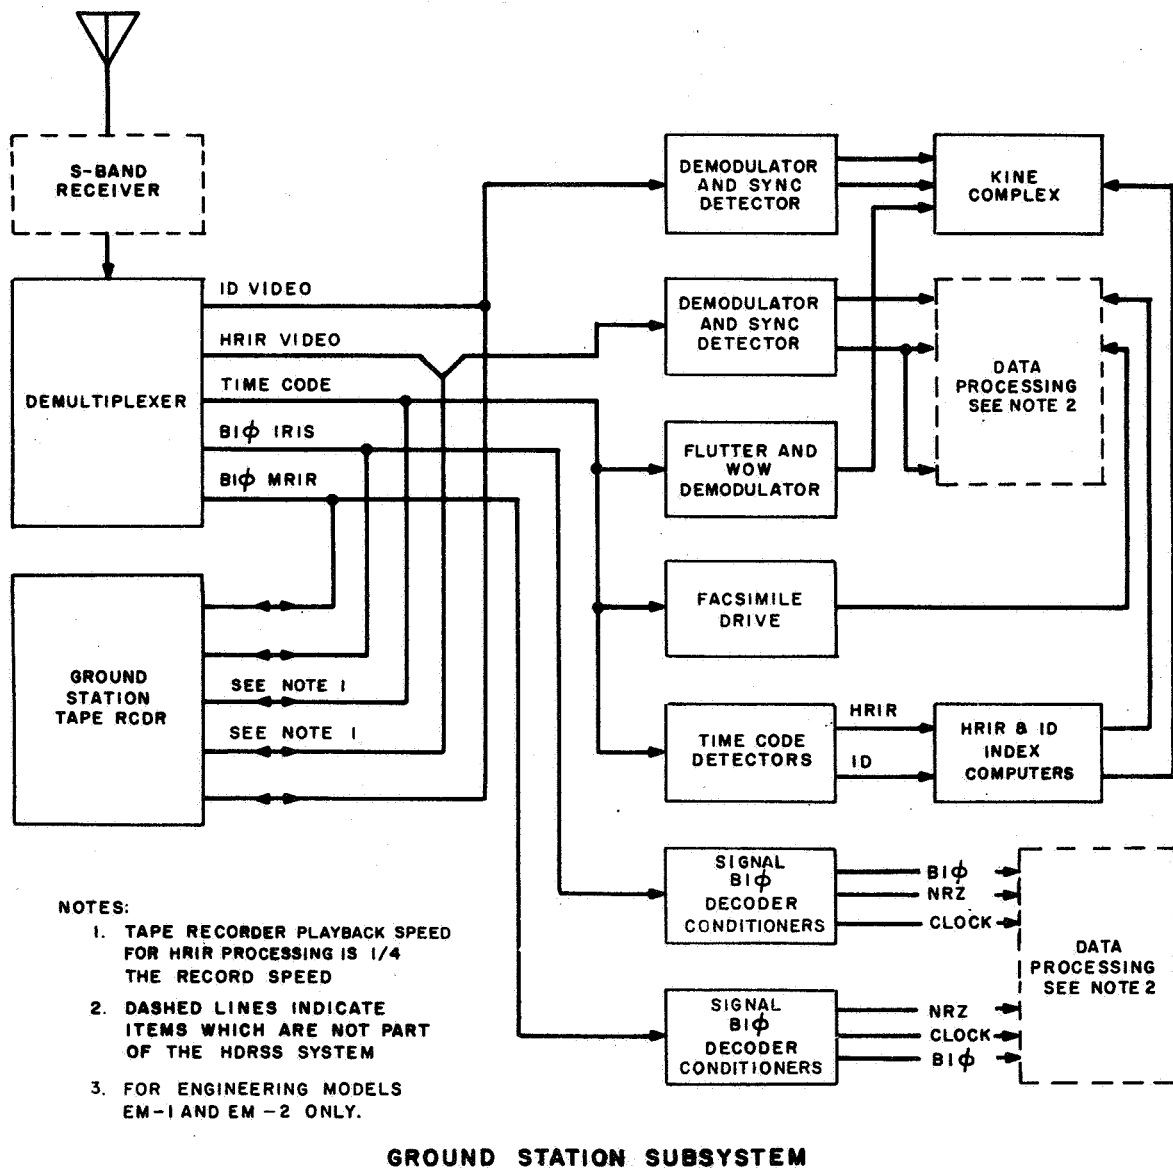 S-BAND
RECEIVER
DEMULTIPLEXER
ID VIDEO
HRIR VIDEO
TIME CODE
BIϕ IRIS
BIϕ MRIR
GROUND
STATION
TAPE RCDR
SEE NOTE 1
SEE NOTE 1
DEMODULATOR
AND SYNC
DETECTOR
KINE
COMPLEX
DEMODULATOR
AND SYNC
DETECTOR
DATA
PROCESSING
SEE NOTE 2
FLUTTER AND
WOW
DEMODULATOR
FACSIMILE
DRIVE
TIME CODE
DETECTORS
HRIR
ID
HRIR & ID
INDEX
COMPUTERS
SIGNAL
BIϕ
DECODER
CONDITIONERS
BIϕ
NRZ
CLOCK
SIGNAL
BIϕ
DECODER
CONDITIONERS
NRZ
CLOCK
BIϕ
DATA
PROCESSING
SEE NOTE 2
NOTES:
1. TAPE RECORDER PLAYBACK SPEED
FOR HRIR PROCESSING IS 1/4
THE RECORD SPEED
2. DASHED LINES INDICATE
ITEMS WHICH ARE NOT PART
OF THE HDRSS SYSTEM
3. FOR ENGINEERING MODELS
EM-1 AND EM-2 ONLY.
GROUND STATION SUBSYSTEM